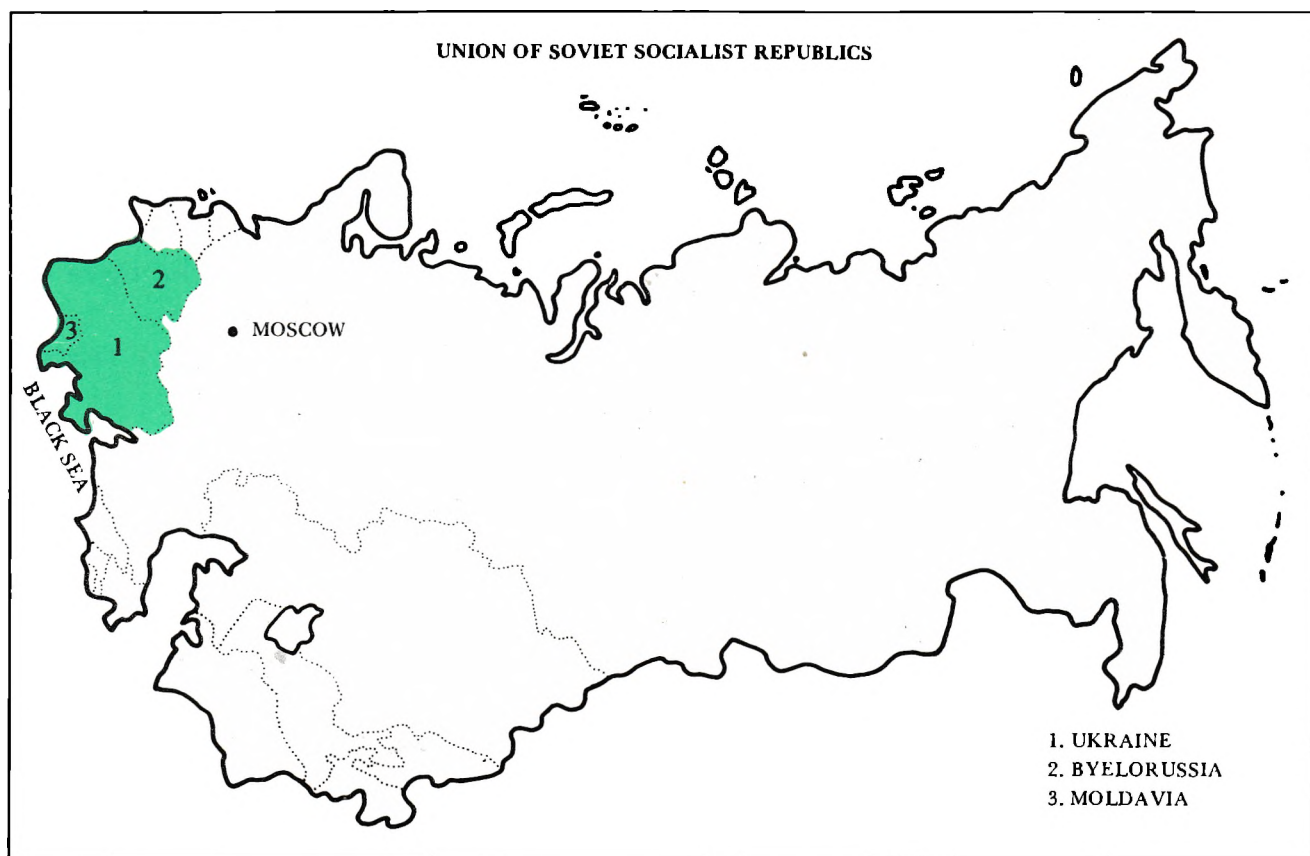 UNION OF SOVIET SOCIALIST REPUBLICS
2
3
1
MOSCOW
BLACK SEA
1. UKRAINE
2. BYELORUSSIA
3. MOLDAVIA